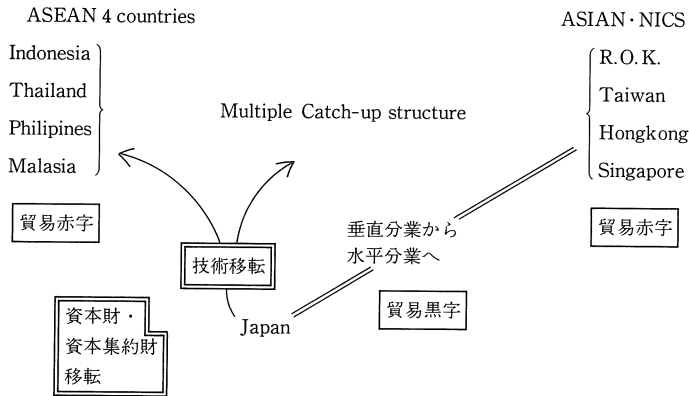 ASEAN 4 countries
Indonesia
Thailand
Philipines
Malasia
貿易赤字
ASIAN・NICS
R.O.K.
Taiwan
Hongkong
Singapore
貿易赤字
Multiple Catch-up structure
垂直分業から
水平分業へ
技術移転
貿易黒字
Japan
資本財・
資本集約財
移転